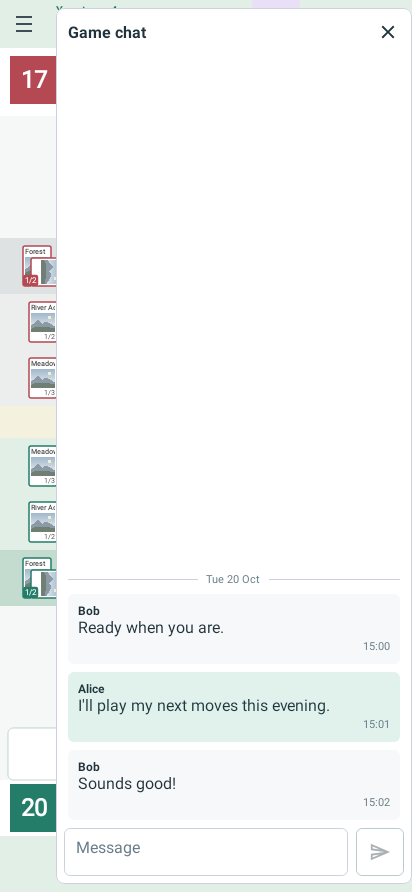 Game chat
17
Forest
1/2
River Ac
1/2
Meadow
1/3
Meadow
1/3
River Ac
1/2
Forest
1/2
Tue 20 Oct
Bob
Ready when you are.
15:00
Alice
I'll play my next moves this evening.
15:01
Bob
Sounds good!
15:02
20
Message